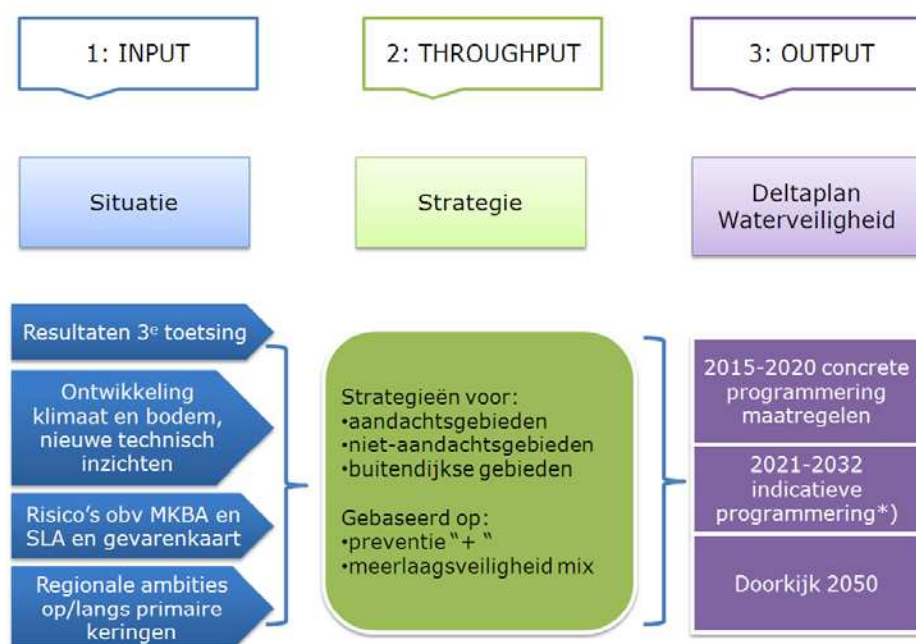 1: INPUT
2: THROUGHPUT
3: OUTPUT
Situatie
Strategie
Deltaplan
Waterveiligheid
Resultaten 3e toetsing
Ontwikkeling
klimaat en bodem,
nieuwe technisch
inzichten
Risico's obv MKBA en
SLA en gevarenkaart
Regionale ambities
op/langs primaire
keringen
Strategieën voor:
•aandachtsgebieden
•niet-aandachtsgebieden
•buitendijkse gebieden
Gebaseerd op:
•preventie "+ "
•meerlaagsveiligheid mix
2015-2020 concrete
programmering
maatregelen
2021-2032
indicatieve
programmering*)
Doorkijk 2050